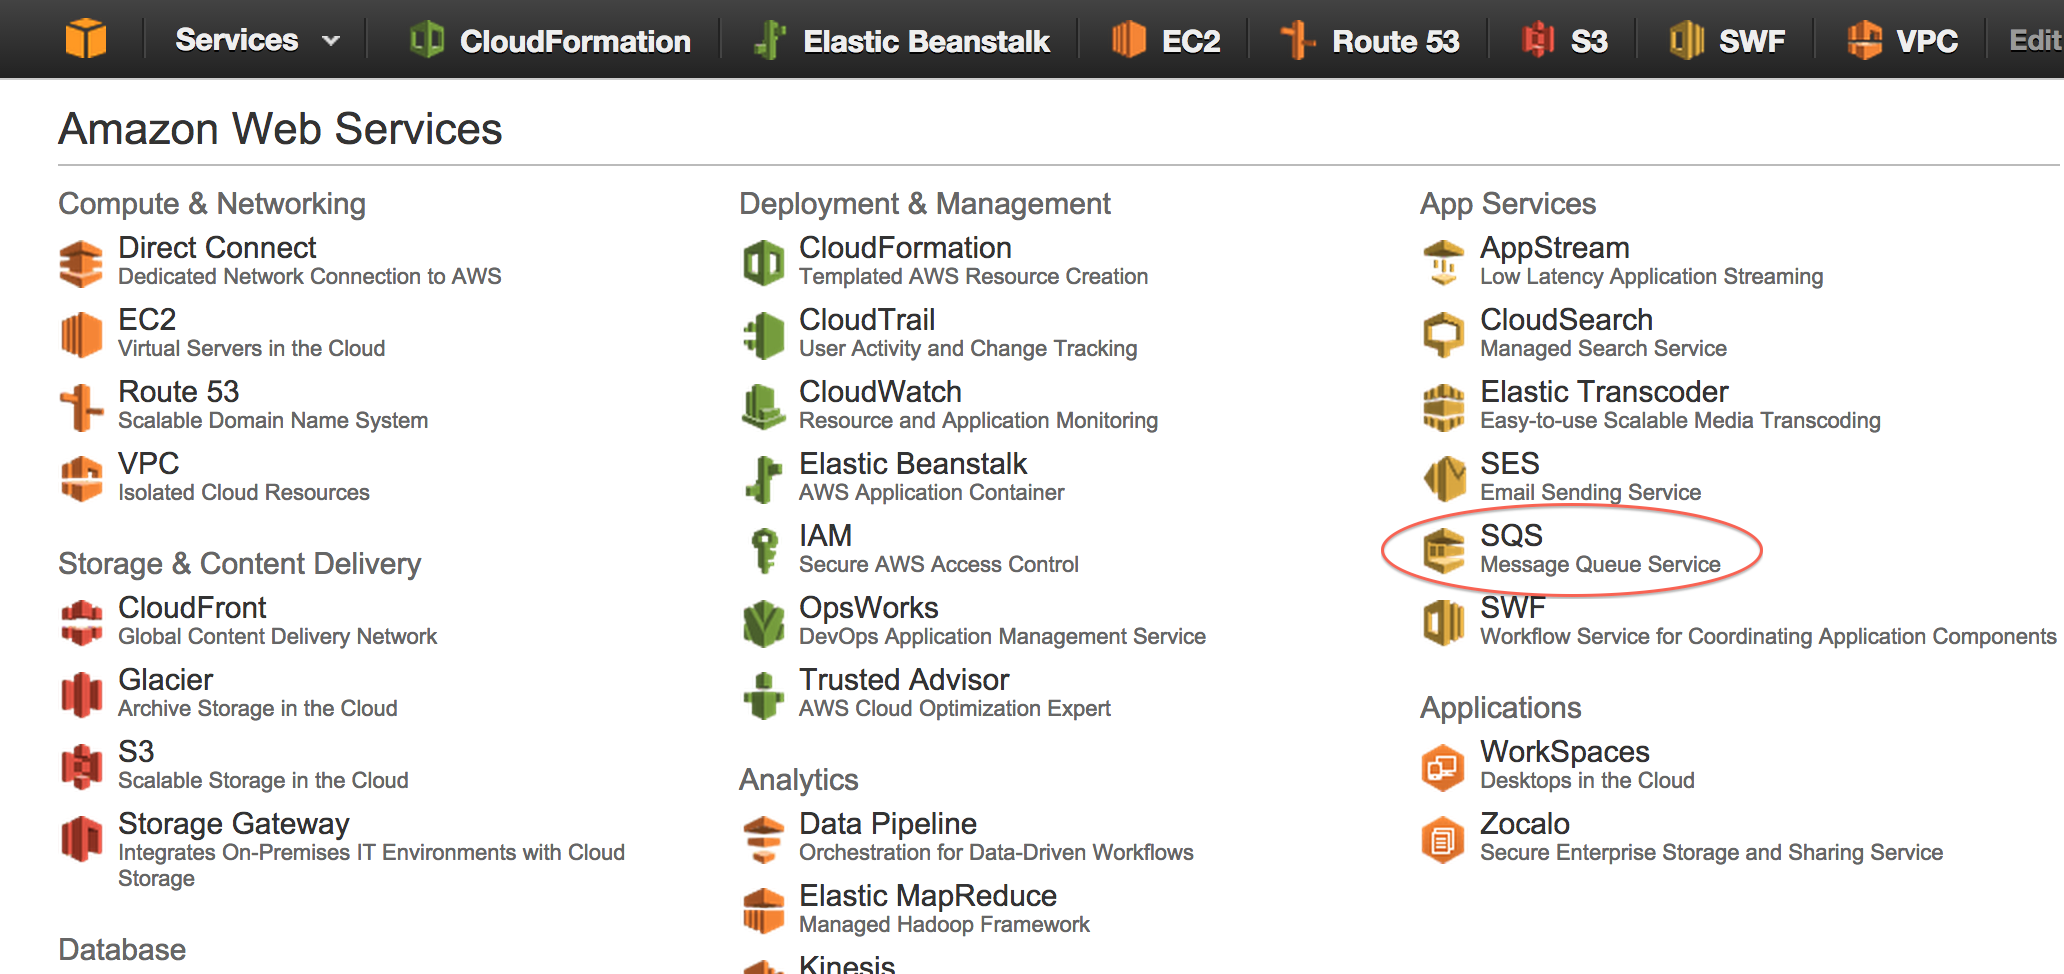 Services CloudFormation Elastic Beanstalk EC2 Route 53 S3 SWF VPC Edit
Amazon Web Services
Compute & Networking
Direct Connect
Dedicated Network Connection to AWS
EC2
Virtual Servers in the Cloud
Route 53
Scalable Domain Name System
VPC
Isolated Cloud Resources
Storage & Content Delivery
CloudFront
Global Content Delivery Network
Glacier
Archive Storage in the Cloud
S3
Scalable Storage in the Cloud
Storage Gateway
Integrates On-Premises IT Environments with Cloud
Storage
Database
Deployment & Management
CloudFormation
Templated AWS Resource Creation
CloudTrail
User Activity and Change Tracking
CloudWatch
Resource and Application Monitoring
Elastic Beanstalk
AWS Application Container
IAM
Secure AWS Access Control
OpsWorks
DevOps Application Management Service
Trusted Advisor
AWS Cloud Optimization Expert
Analytics
Data Pipeline
Orchestration for Data-Driven Workflows
Elastic MapReduce
Managed Hadoop Framework
Kinesis
App Services
AppStream
Low Latency Application Streaming
CloudSearch
Managed Search Service
Elastic Transcoder
Easy-to-use Scalable Media Transcoding
SES
Email Sending Service
SQS
Message Queue Service
SWF
Workflow Service for Coordinating Application Components
Applications
WorkSpaces
Desktops in the Cloud
Zocalo
Secure Enterprise Storage and Sharing Service